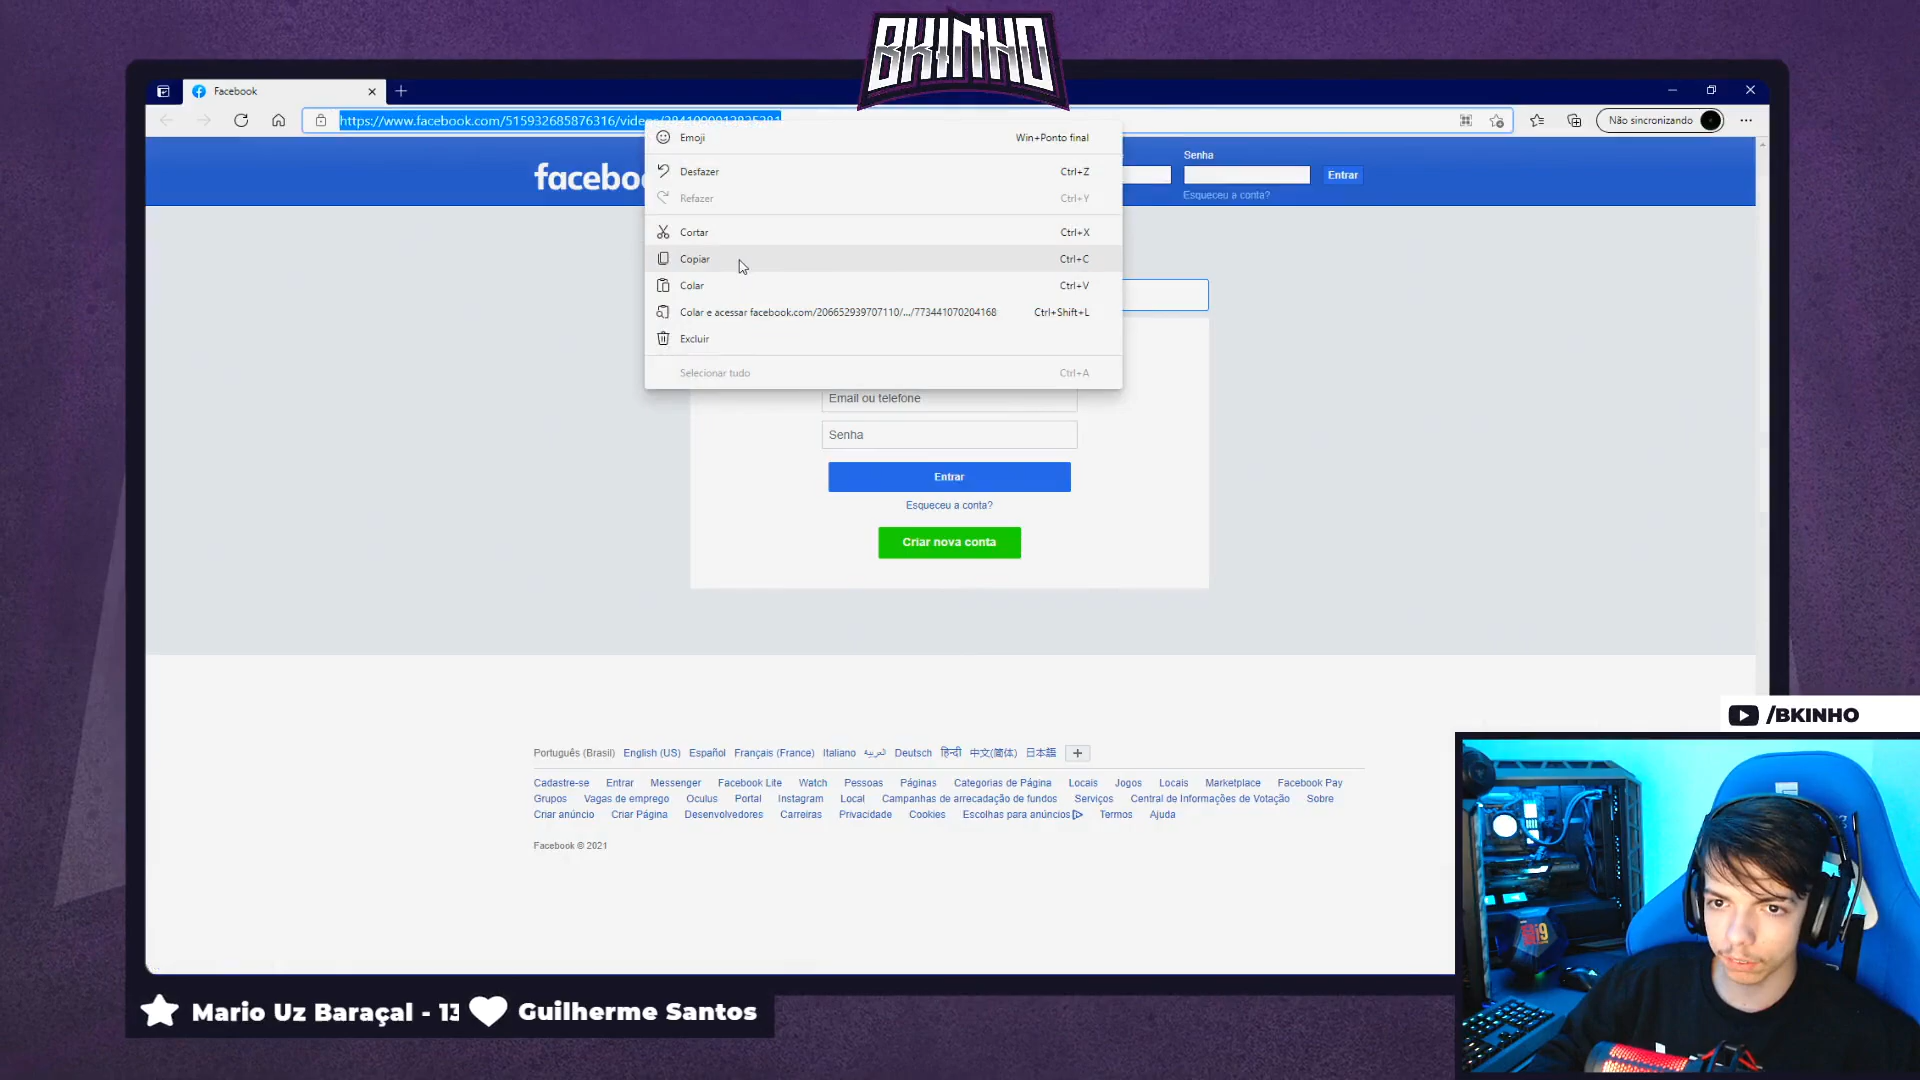 BKINHO
Facebook
https://www.facebook.com/515932685876316/videos/
Não sincronizando
Emoji Win+Ponto final
Desfazer Ctrl+Z
Refazer Ctrl+Y
Cortar Ctrl+X
Copiar Ctrl+C
Colar Ctrl+V
Colar e acessar facebook.com/206652939707110/.../773441070204168 Ctrl+Shift+L
Excluir
Selecionar tudo Ctrl+A
facebo
Senha
Entrar
Esqueceu a conta?
Email ou telefone
Senha
Entrar
Esqueceu a conta?
Criar nova conta
Português (Brasil) English (US) Español Français (France) Italiano العربية Deutsch हिन्दी 中文(简体) 日本語
Cadastre-se Entrar Messenger Facebook Lite Watch Pessoas Páginas Categorias de Página Locais Jogos Locais Marketplace Facebook Pay
Grupos Vagas de emprego Oculus Portal Instagram Local Campanhas de arrecadação de fundos Serviços Central de Informações de Votação Sobre
Criar anúncio Criar Página Desenvolvedores Carreiras Privacidade Cookies Escolhas para anúncios Termos Ajuda
Facebook © 2021
/BKINHO
i9
Mario Uz Baraçal - 13 Guilherme Santos